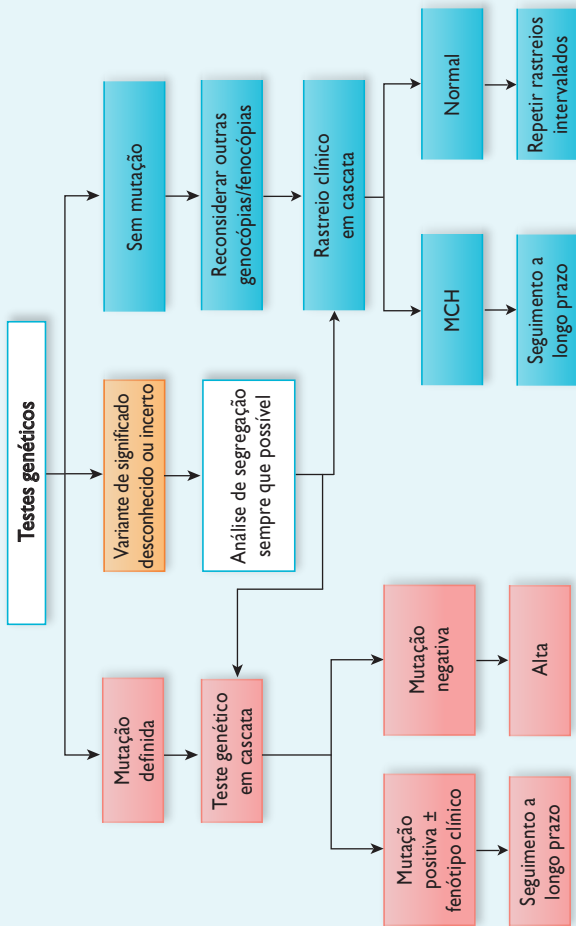 Testes genéticos
Mutação
definida
Variante de significado
desconhecido ou incerto
Sem mutação
Teste genético
em cascata
Análise de segregação
sempre que possível
Reconsiderar outras
genocópias/fenocópias
Rastreio clínico
em cascata
Mutação
positiva ±
fenótipo clínico
Mutação
negativa
MCH
Normal
Seguimento a
longo prazo
Alta
Seguimento a
longo prazo
Repetir rastreios
intervalados